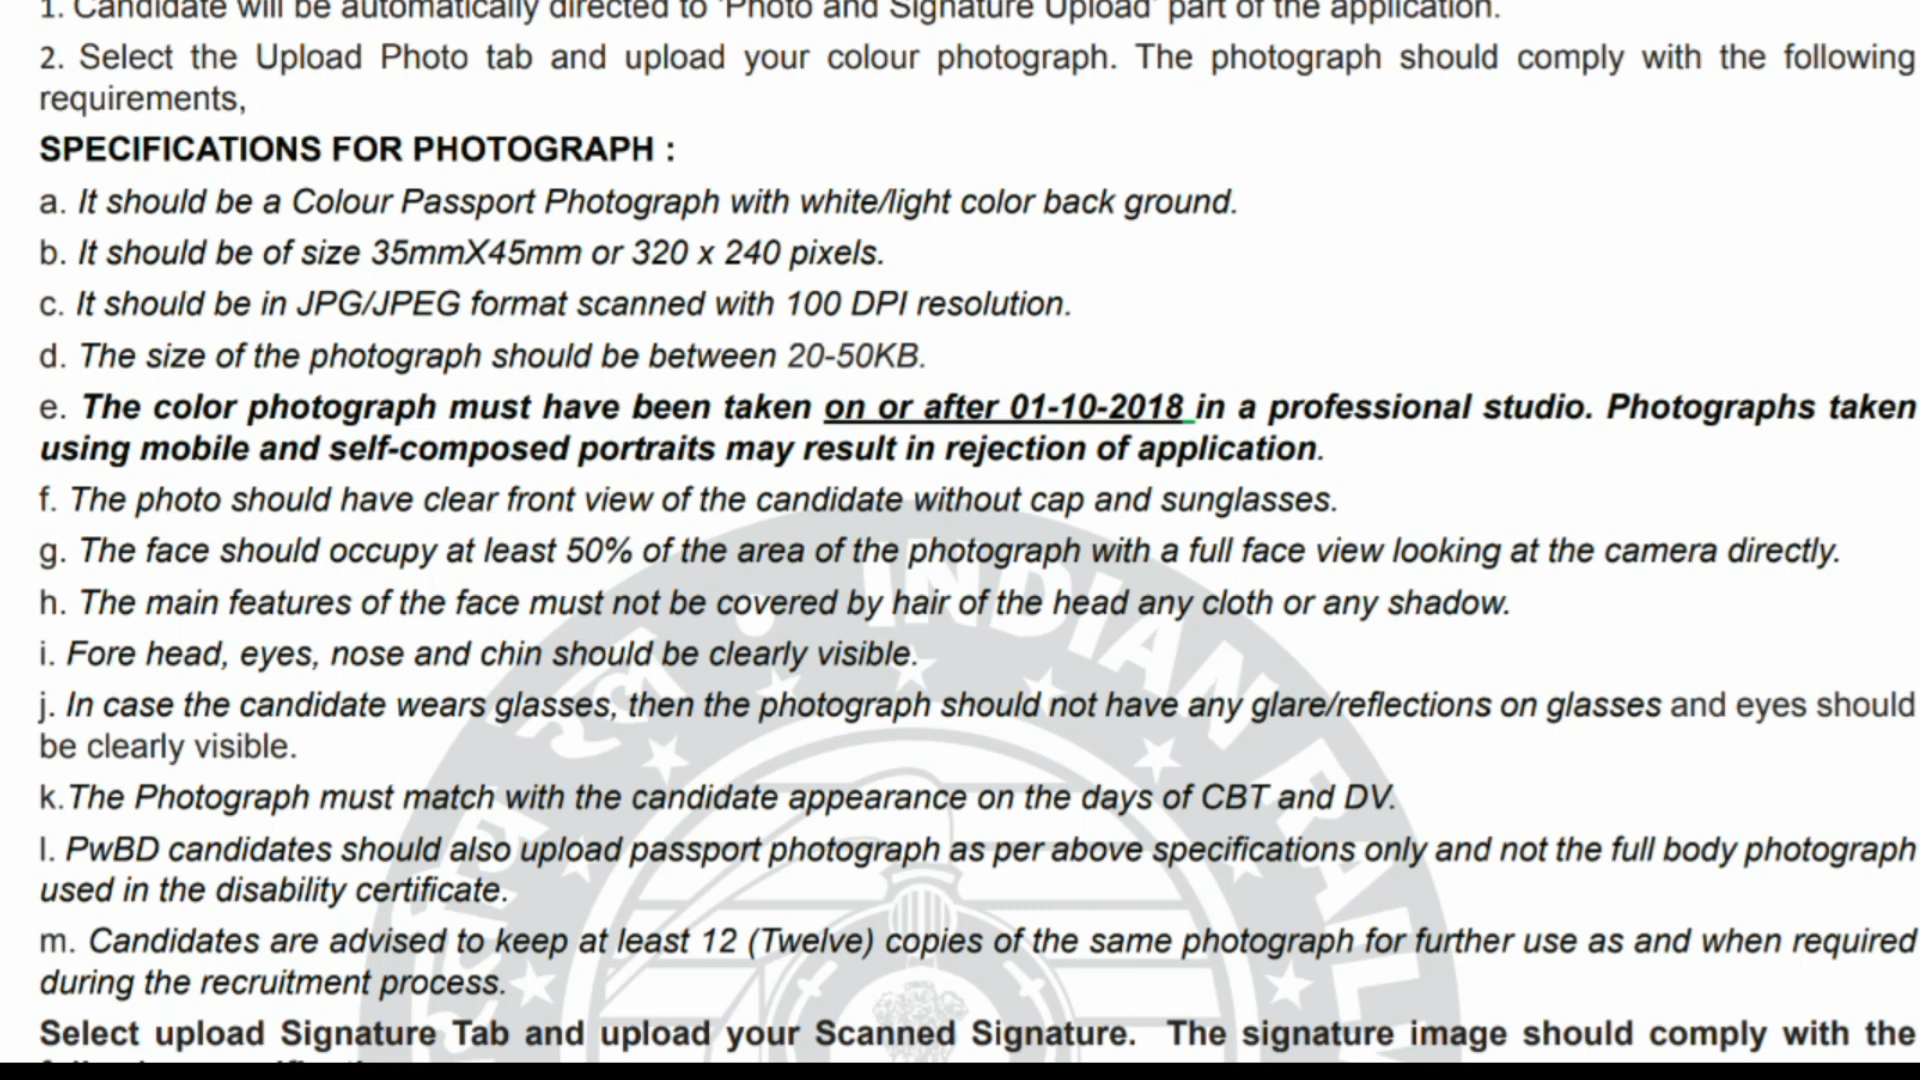 1. Candidate will be automatically directed to 'Photo and Signature Upload' part of the application.
2. Select the Upload Photo tab and upload your colour photograph. The photograph should comply with the following
requirements,
SPECIFICATIONS FOR PHOTOGRAPH :
a. It should be a Colour Passport Photograph with white/light color back ground.
b. It should be of size 35mmX45mm or 320 x 240 pixels.
c. It should be in JPG/JPEG format scanned with 100 DPI resolution.
d. The size of the photograph should be between 20-50KB.
e. The color photograph must have been taken on or after 01-10-2018 in a professional studio. Photographs taken
using mobile and self-composed portraits may result in rejection of application.
f. The photo should have clear front view of the candidate without cap and sunglasses.
g. The face should occupy at least 50% of the area of the photograph with a full face view looking at the camera directly.
h. The main features of the face must not be covered by hair of the head any cloth or any shadow.
i. Fore head, eyes, nose and chin should be clearly visible.
j. In case the candidate wears glasses, then the photograph should not have any glare/reflections on glasses and eyes should
be clearly visible.
k. The Photograph must match with the candidate appearance on the days of CBT and DV.
l. PwBD candidates should also upload passport photograph as per above specifications only and not the full body photograph
used in the disability certificate.
m. Candidates are advised to keep at least 12 (Twelve) copies of the same photograph for further use as and when required
during the recruitment process.
Select upload Signature Tab and upload your Scanned Signature. The signature image should comply with the
INDIAN RAILW